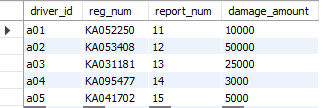 driver_id reg_num report_num damage_amount
a01 KA052250 11 10000
a02 KA053408 12 50000
a03 KA031181 13 25000
a04 KA095477 14 3000
a05 KA041702 15 5000